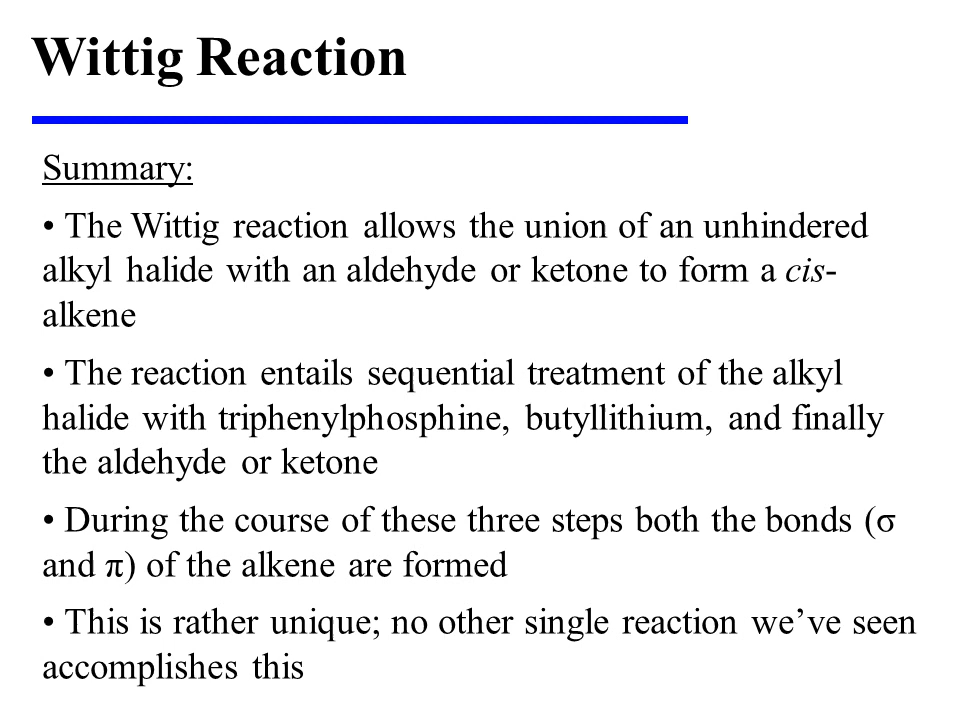 Wittig Reaction
Summary:
• The Wittig reaction allows the union of an unhindered
alkyl halide with an aldehyde or ketone to form a cis-
alkene
• The reaction entails sequential treatment of the alkyl
halide with triphenylphosphine, butyllithium, and finally
the aldehyde or ketone
• During the course of these three steps both the bonds (σ
and π) of the alkene are formed
• This is rather unique; no other single reaction we’ve seen
accomplishes this